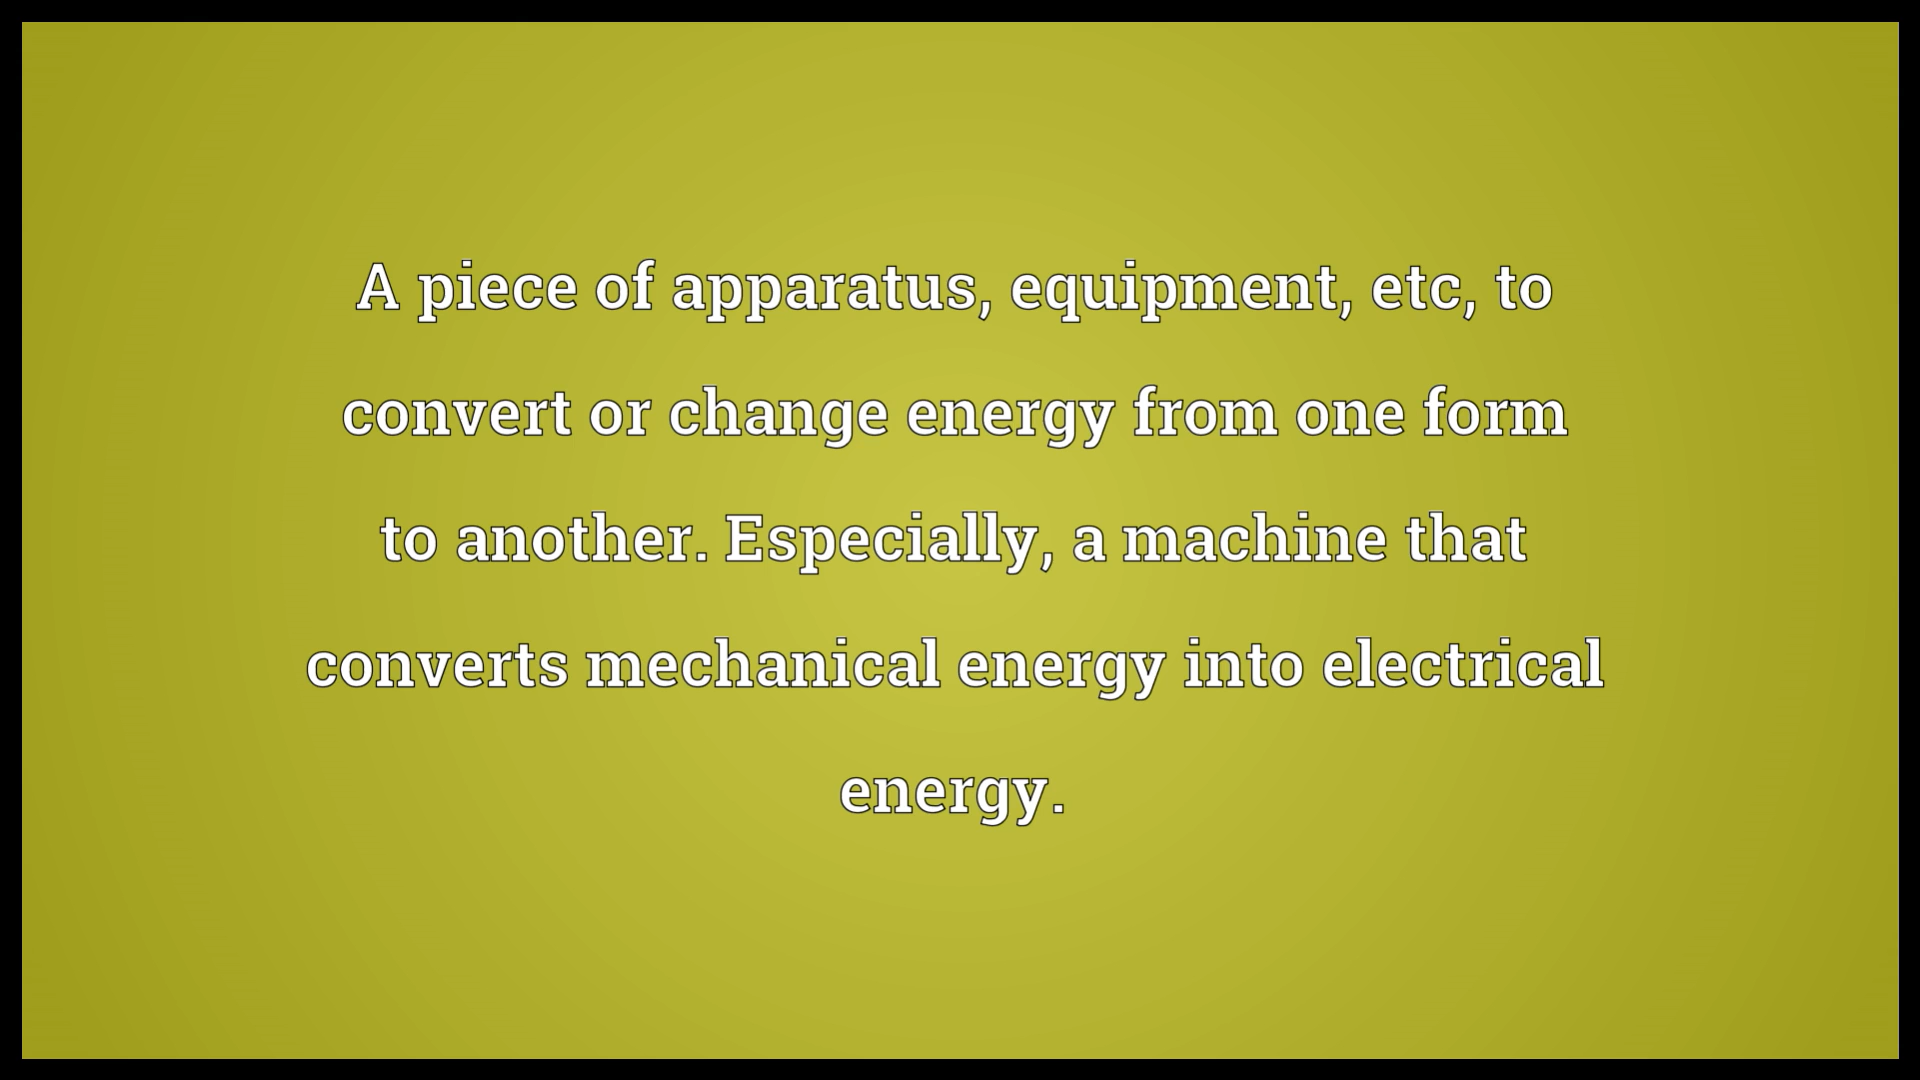 A piece of apparatus, equipment, etc, to
convert or change energy from one form
to another. Especially, a machine that
converts mechanical energy into electrical
energy.